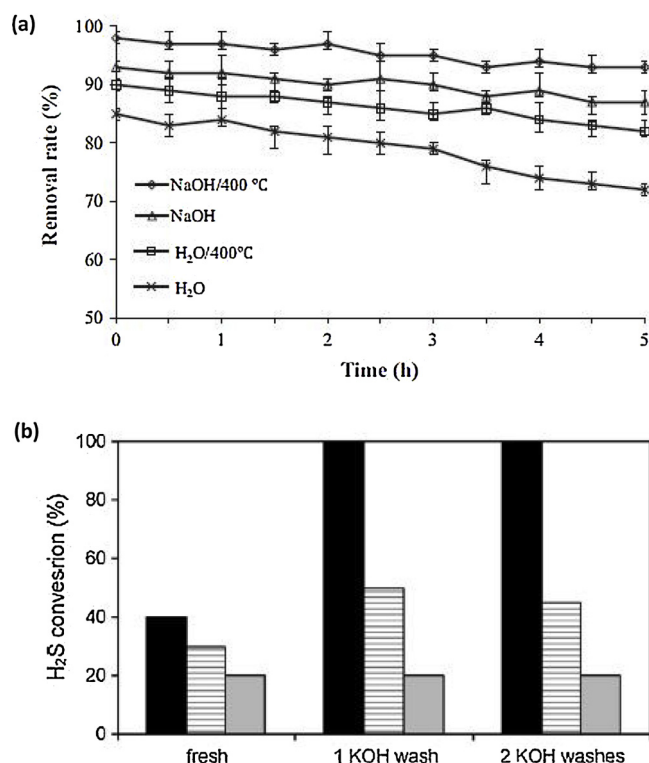 (a)
100
90
80
70
60
50
Removal rate (%)
NaOH/400 °C
NaOH
H₂O/400°C
H₂O
0
1
2
3
4
5
Time (h)
(b)
100
80
60
40
20
0
H₂S convesrion (%)
fresh
1 KOH wash
2 KOH washes